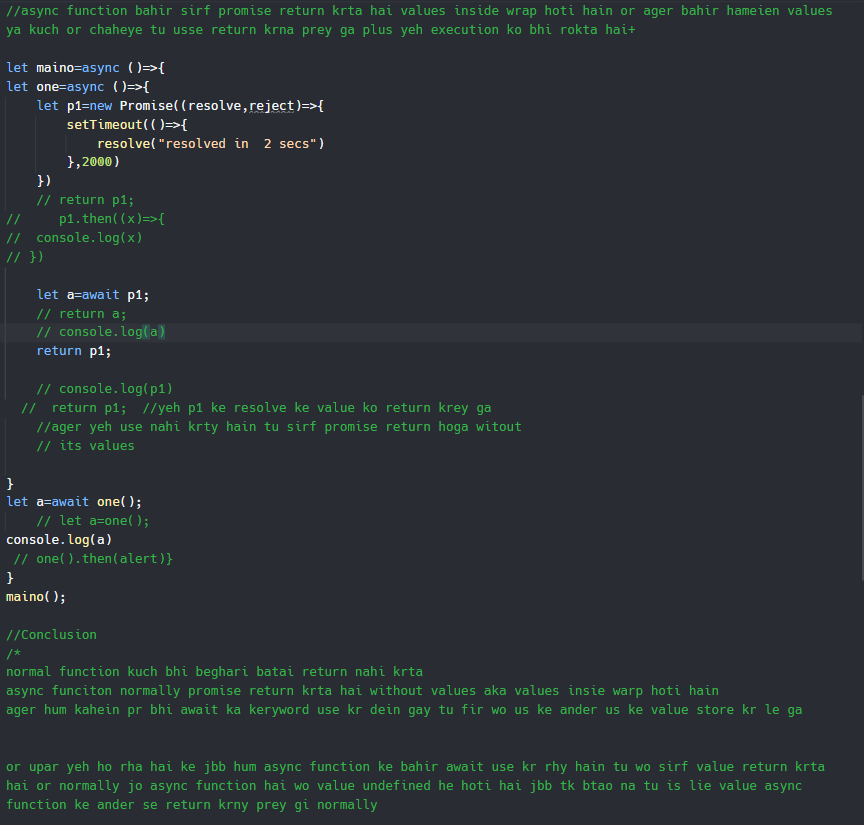 //async function bahir sirf promise return krta hai values inside wrap hoti hain or ager bahir hameien values
ya kuch or chaheye tu usse return krna prey ga plus yeh execution ko bhi rokta hai+
let maino=async ()=>{
let one=async ()=>{
    let p1=new Promise((resolve,reject)=>{
        setTimeout(()=>{
            resolve("resolved in  2 secs")
        },2000)
    })
    // return p1;
//     p1.then((x)=>{
//  console.log(x)
// })
    let a=await p1;
    // return a;
    // console.log(a)
    return p1;
    // console.log(p1)
  //  return p1;  //yeh p1 ke resolve ke value ko return krey ga
    //ager yeh use nahi krty hain tu sirf promise return hoga witout
    // its values
}
let a=await one();
    // let a=one();
console.log(a)
 // one().then(alert)}
}
maino();
//Conclusion
/*
normal function kuch bhi beghari batai return nahi krta
async funciton normally promise return krta hai without values aka values insie warp hoti hain
ager hum kahein pr bhi await ka keryword use kr dein gay tu fir wo us ke ander us ke value store kr le ga
or upar yeh ho rha hai ke jbb hum async function ke bahir await use kr rhy hain tu wo sirf value return krta
hai or normally jo async function hai wo value undefined he hoti hai jbb tk btao na tu is lie value async
function ke ander se return krny prey gi normally